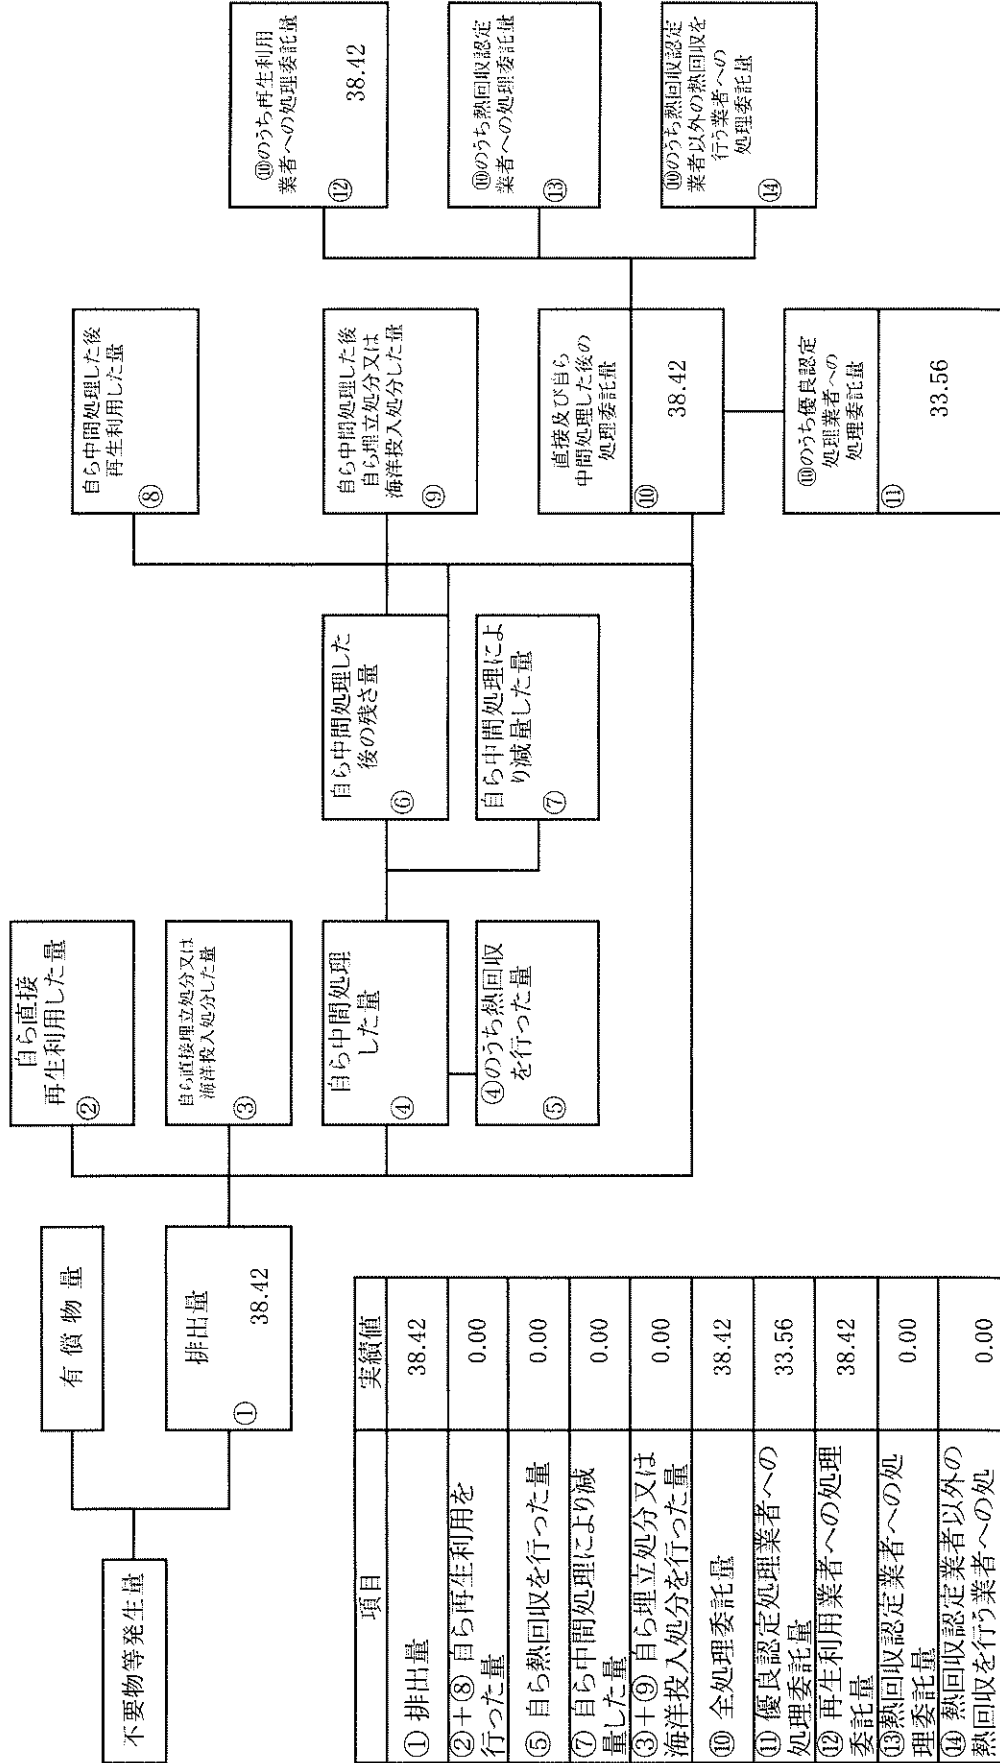 不要物等発生量
有償物量
排出量
①
38.42
自ら直接
再生利用した量
②
自ら直接埋立処分又は
海洋投入処分した量
③
自ら中間処理
した量
④
④のうち熱回収
を行った量
⑤
自ら中間処理した
後の残さ量
⑥
自ら中間処理によ
り減量した量
⑦
自ら中間処理した後
再生利用した量
⑧
自ら中間処理した後
自ら埋立処分又は
海洋投入処分した量
⑨
直接及び自ら
中間処理した後の
処理委託量
⑩
38.42
⑩のうち優良認定
処理業者への
処理委託量
⑪
33.56
⑩のうち再生利用
業者への処理委託量
⑫
38.42
⑩のうち熱回収認定
業者への処理委託量
⑬
⑩のうち熱回収認定
業者以外の熱回収を
行う業者への
処理委託量
⑭
項目 実績値
① 排出量 38.42
②+⑧ 自ら再生利用を
行った量 0.00
⑤ 自ら熱回収を行った量 0.00
⑦ 自ら中間処理により減
量した量 0.00
③+⑨ 自ら埋立処分又は
海洋投入処分を行った量 0.00
⑩ 全処理委託量 38.42
⑪ 優良認定処理業者への
処理委託量 33.56
⑫ 再生利用業者への処理
委託量 38.42
⑬熱回収認定業者への処
理委託量 0.00
⑭ 熱回収認定業者以外の
熱回収を行う業者への処 0.00